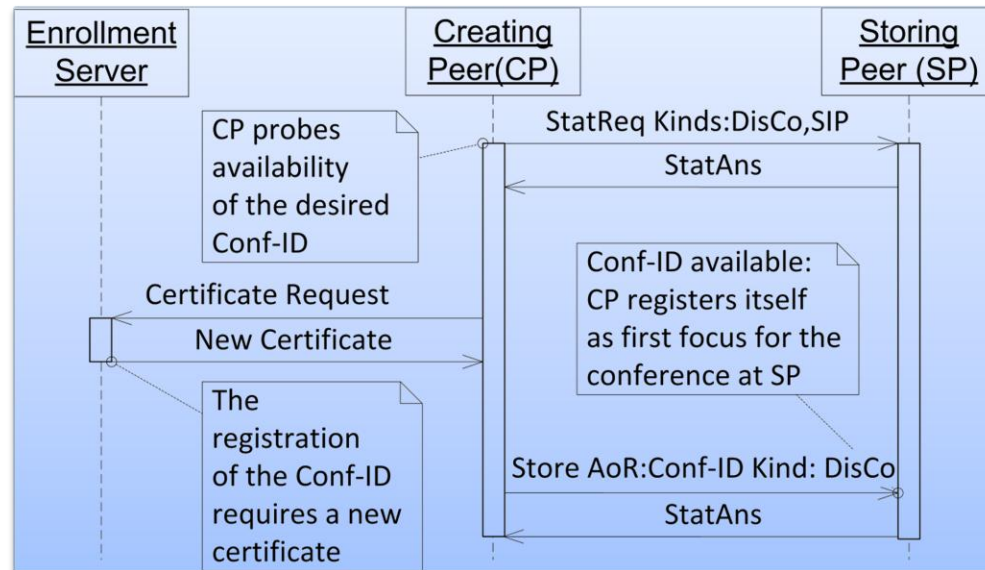 Enrollment
Server
Creating
Peer(CP)
Storing
Peer (SP)
CP probes
availability
of the desired
Conf-ID
StatReq Kinds:DisCo,SIP
StatAns
Conf-ID available:
CP registers itself
as first focus for the
conference at SP
Certificate Request
New Certificate
The
registration
of the Conf-ID
requires a new
certificate
Store AoR:Conf-ID Kind: DisCo
StatAns